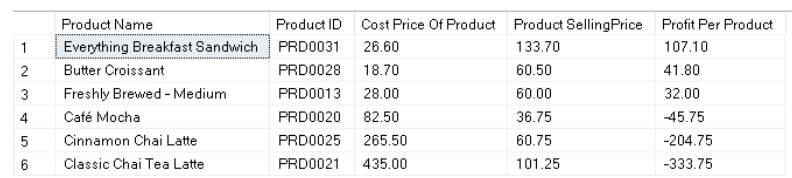 Product Name Product ID Cost Price Of Product Product SellingPrice Profit Per Product
1 Everything Breakfast Sandwich PRD0031 26.60 133.70 107.10
2 Butter Croissant PRD0028 18.70 60.50 41.80
3 Freshly Brewed - Medium PRD0013 28.00 60.00 32.00
4 Café Mocha PRD0020 82.50 36.75 -45.75
5 Cinnamon Chai Latte PRD0025 265.50 60.75 -204.75
6 Classic Chai Tea Latte PRD0021 435.00 101.25 -333.75